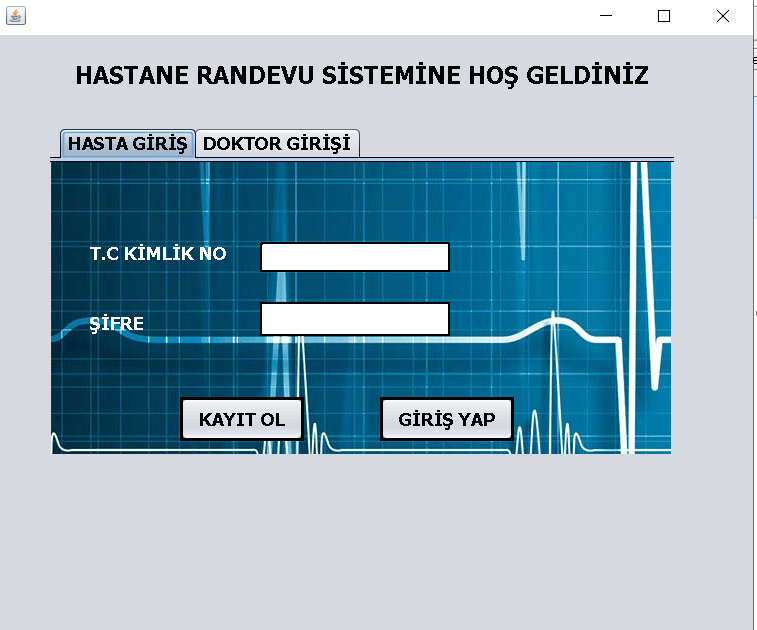 HASTANE RANDEVU SİSTEMİNE HOŞ GELDİNİZ
HASTA GİRİŞ DOKTOR GİRİŞİ
T.C KİMLİK NO
ŞİFRE
KAYIT OL GİRİŞ YAP